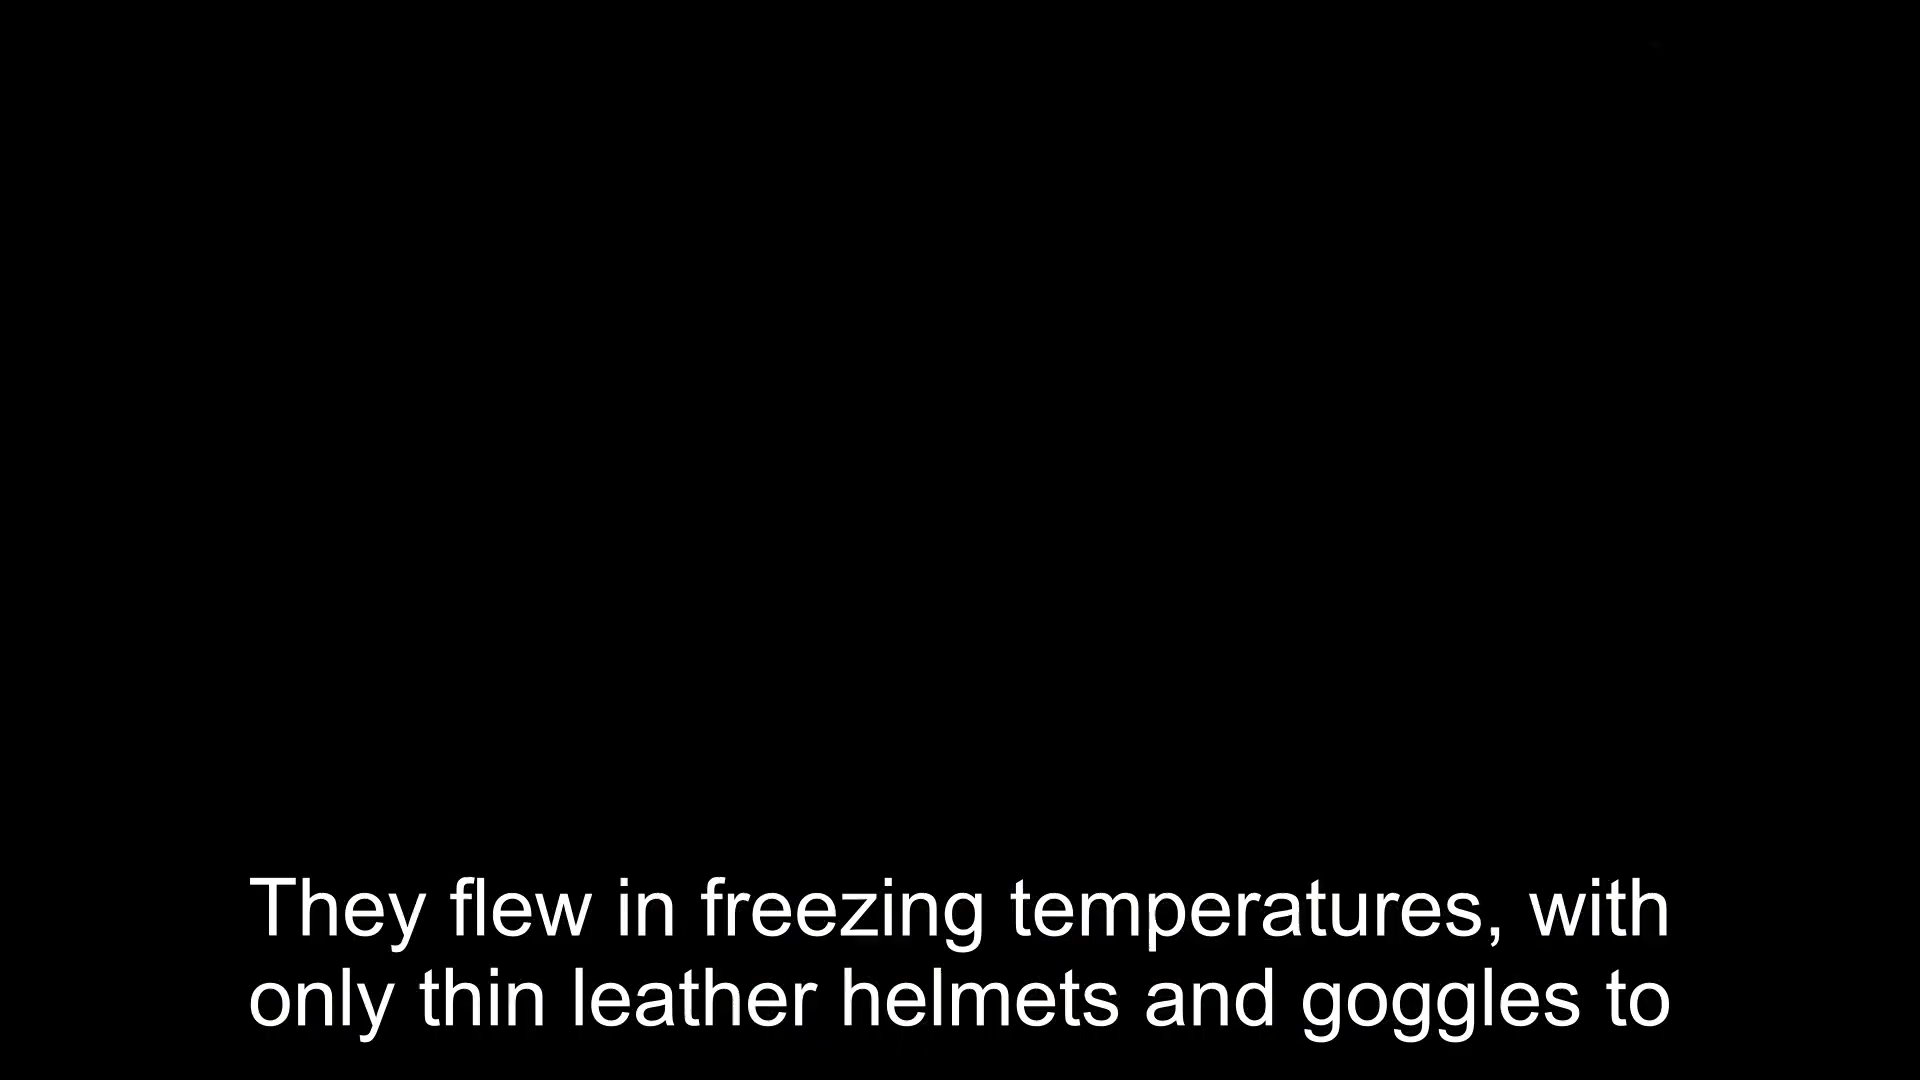 They flew in freezing temperatures, with
only thin leather helmets and goggles to